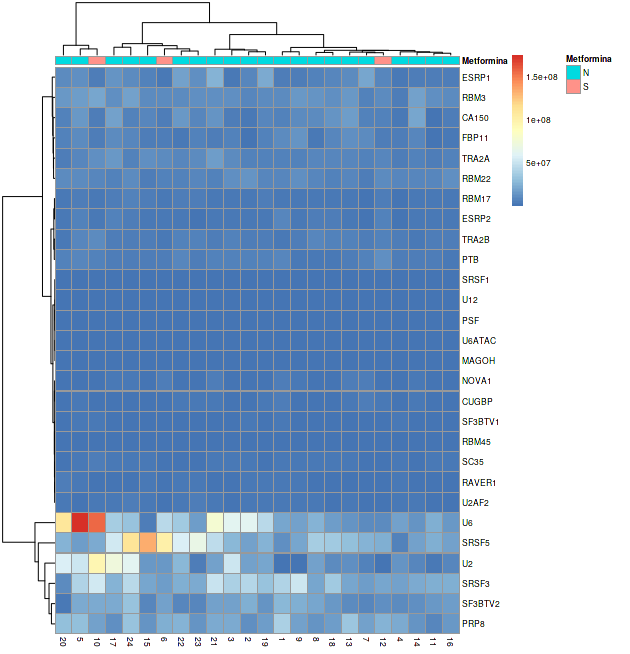 Metformina
ESRP1
RBM3
CA150
FBP11
TRA2A
RBM22
RBM17
ESRP2
TRA2B
PTB
SRSF1
U12
PSF
U6ATAC
MAGOH
NOVA1
CUGBP
SF3BTV1
RBM45
SC35
RAVER1
U2AF2
U6
SRSF5
U2
SRSF3
SF3BTV2
PRP8
20 5 10 17 24 15 6 22 23 21 3 2 19 1 9 8 18 13 7 12 4 14 11 16
1.5e+08
1e+08
5e+07
Metformina
N
S